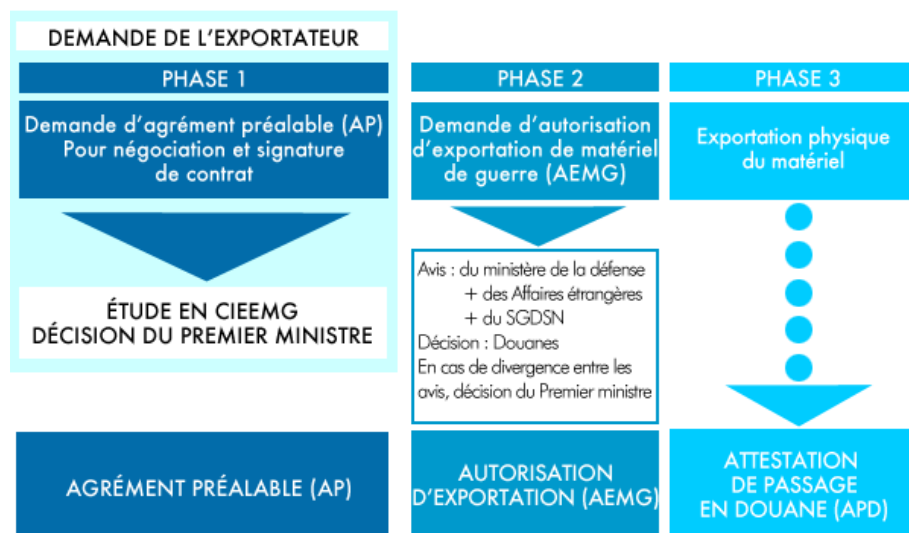 DEMANDE DE L'EXPORTATEUR
PHASE 1
Demande d'agrément préalable (AP)
Pour négociation et signature
de contrat
ÉTUDE EN CIEEMG
DÉCISION DU PREMIER MINISTRE
AGRÉMENT PRÉALABLE (AP)
PHASE 2
Demande d'autorisation
d'exportation de matériel
de guerre (AEMG)
Avis : du ministère de la défense
+ des Affaires étrangères
+ du SGDSN
Décision : Douanes
En cas de divergence entre les
avis, décision du Premier ministre
AUTORISATION
D'EXPORTATION (AEMG)
PHASE 3
Exportation physique
du matériel
ATTESTATION
DE PASSAGE
EN DOUANE (APD)